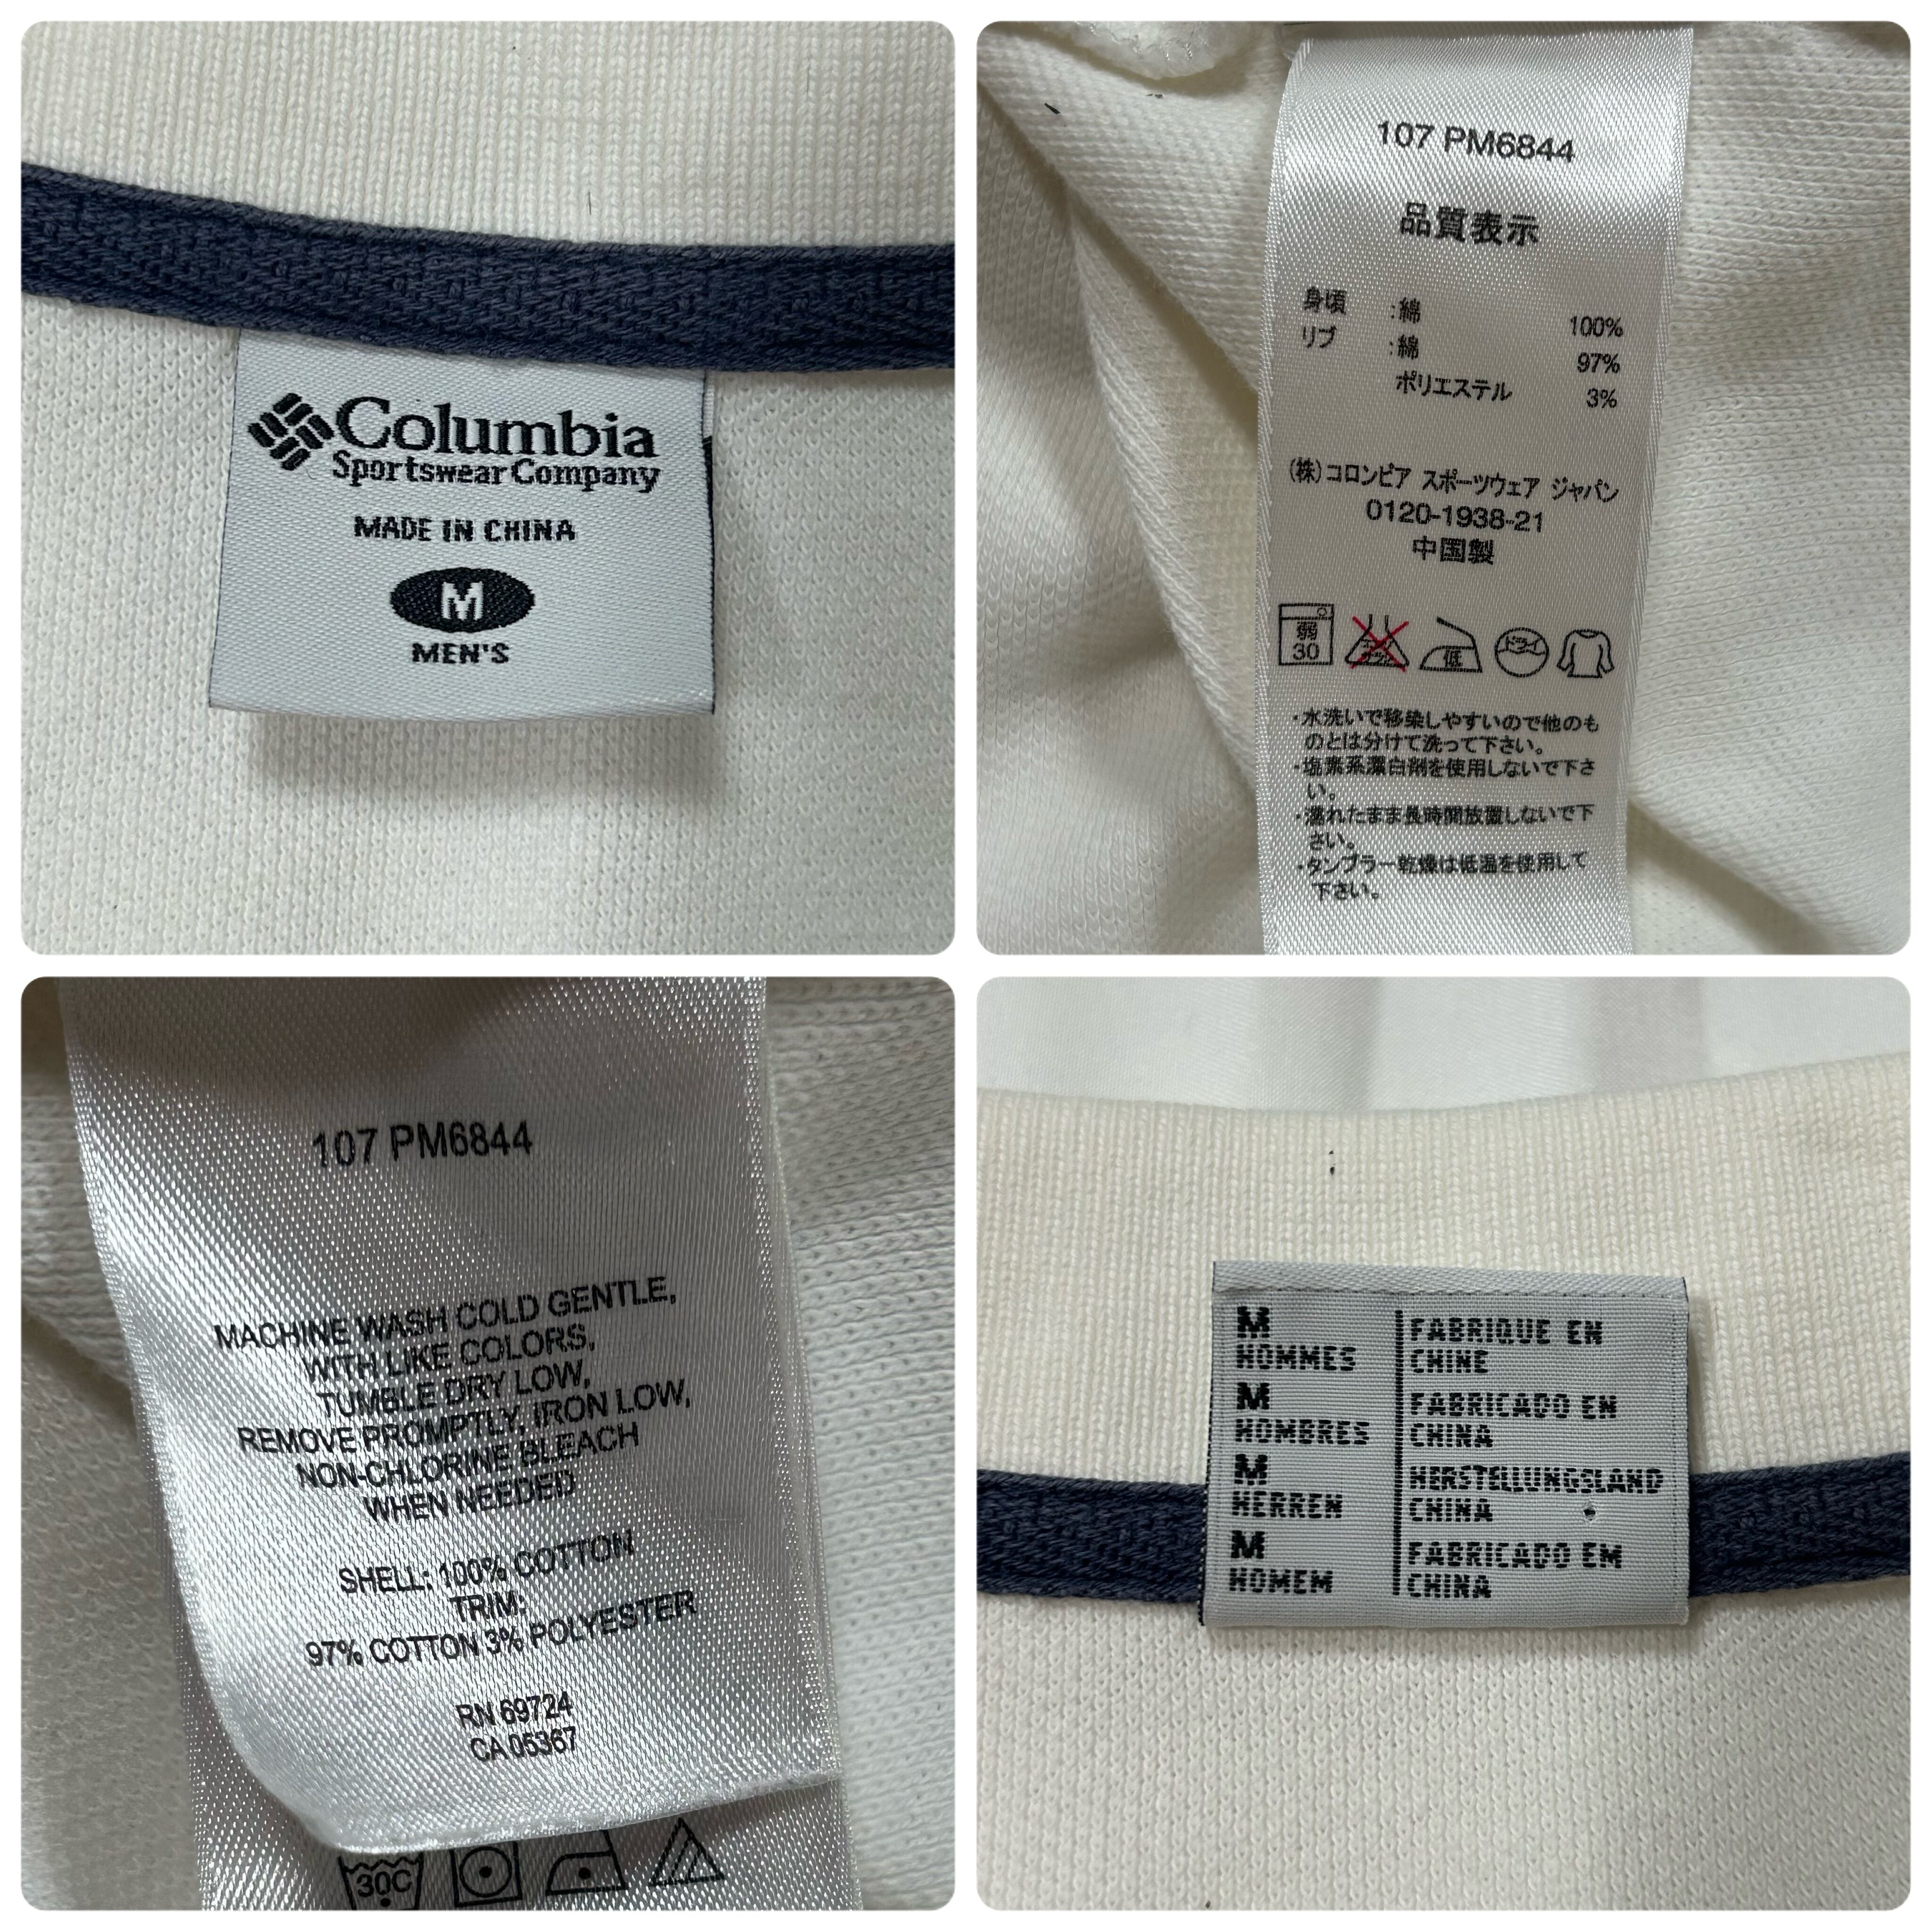 Columbia
Sportswear Company
MADE IN CHINA
M
MEN'S
107 PM6844
品質表示
身頃 :綿 100%
リブ :綿 97%
ポリエステル 3%
(株)コロンビア スポーツウェア ジャパン
0120-1938-21
中国製
弱
30
低
ドライ
・水洗いで移染しやすいので他のも
のとは分けて洗って下さい。
・塩素系漂白剤を使用しないで下さ
い。
・濡れたまま長時間放置しないで下
さい。
・タンブラー乾燥は低温を使用して
下さい。
107 PM6844
MACHINE WASH COLD GENTLE,
WITH LIKE COLORS,
TUMBLE DRY LOW,
REMOVE PROMPTLY, IRON LOW,
NON-CHLORINE BLEACH
WHEN NEEDED
SHELL: 100% COTTON
TRIM:
97% COTTON 3% POLYESTER
RN 69724
CA 05367
30C
M
HOMMES
FABRIQUE EN
CHINE
M
HOMBRES
FABRICADO EN
CHINA
M
HERREN
HERSTELLUNGSLAND
CHINA
M
HOMEM
FABRICADO EM
CHINA